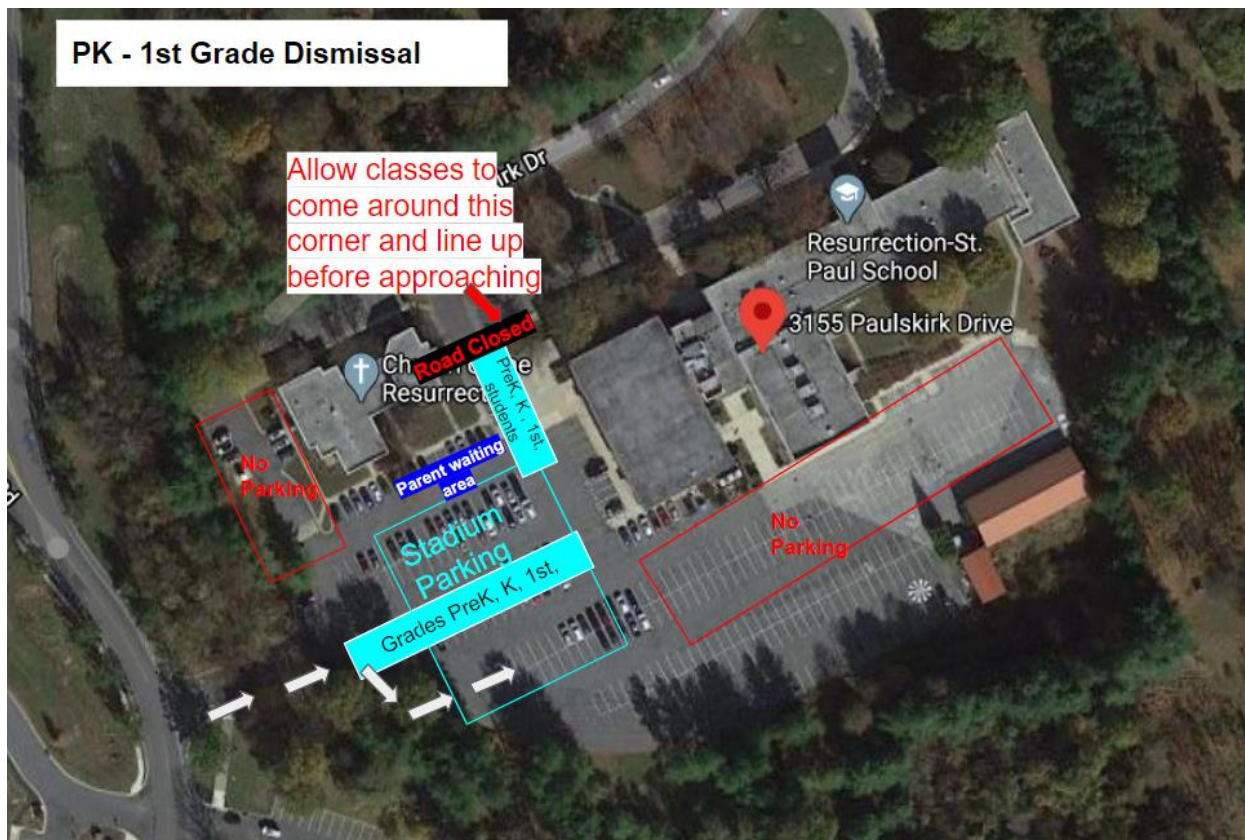 PK - 1st Grade Dismissal
Allow classes to
come around this
corner and line up
before approaching
Dr
Road Closed
PreK, K , 1st,
students
Resurrection-St.
Paul School
3155 Paulskirk Drive
Parent waiting
area
No
Parking
Stadium
Parking
Grades PreK, K, 1st,
No
Parking